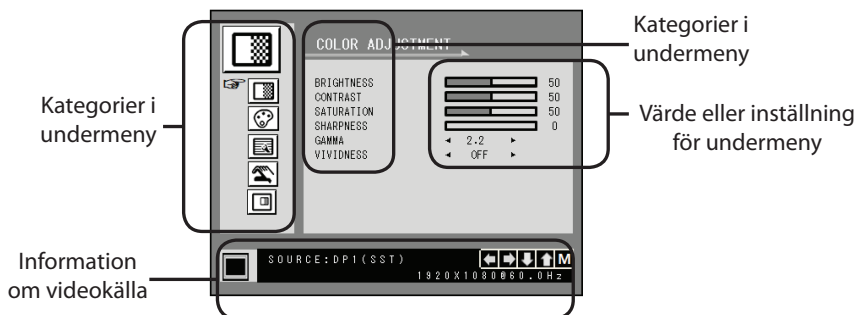 Kategorier i
undermeny
Kategorier i
undermeny
COLOR ADJUSTMENT
BRIGHTNESS 50
CONTRAST 50
SATURATION 50
SHARPNESS 0
GAMMA ◄ 2.2 ►
VIVIDNESS ◄ OFF ►
Värde eller inställning
för undermeny
Information
om videokälla
SOURCE:DP1(SST) M
1920X1080@60.0Hz